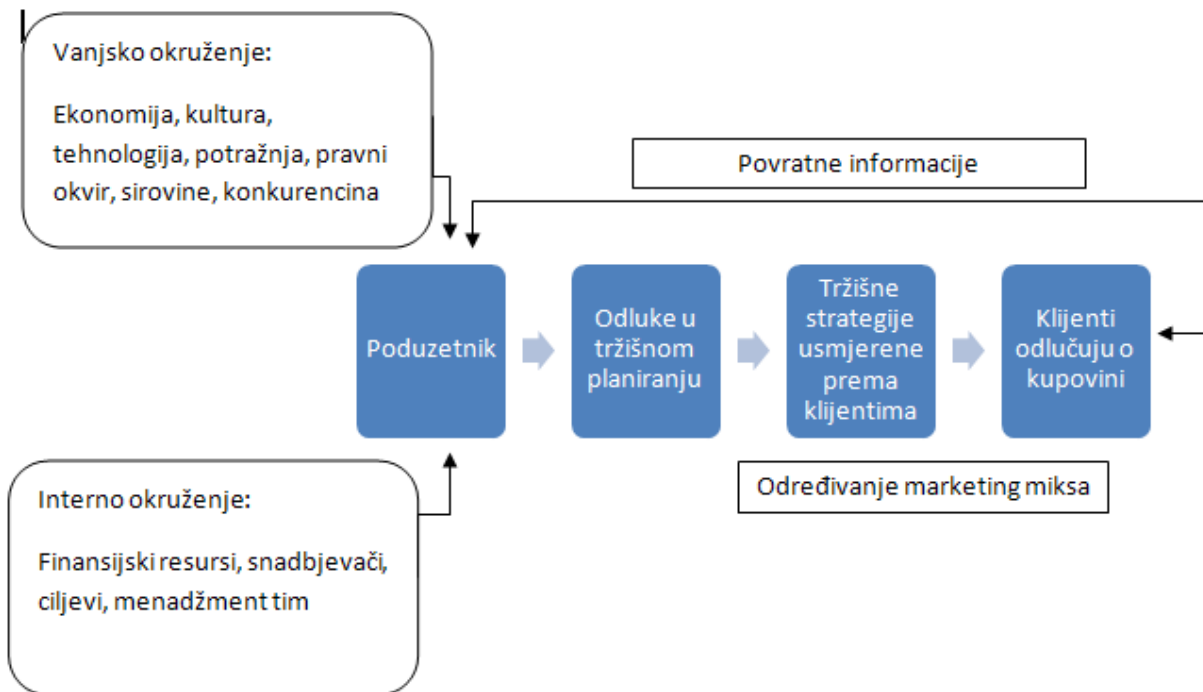 Vanjsko okruženje:
Ekonomija, kultura,
tehnologija, potražnja, pravni
okvir, sirovine, konkurencina
Povratne informacije
Poduzetnik
Odluke u
tržišnom
planiranju
Tržišne
strategije
usmjerene
prema
klijentima
Klijenti
odlučuju o
kupovini
Određivanje marketing miksa
Interno okruženje:
Finansijski resursi, snadbjevači,
ciljevi, menadžment tim